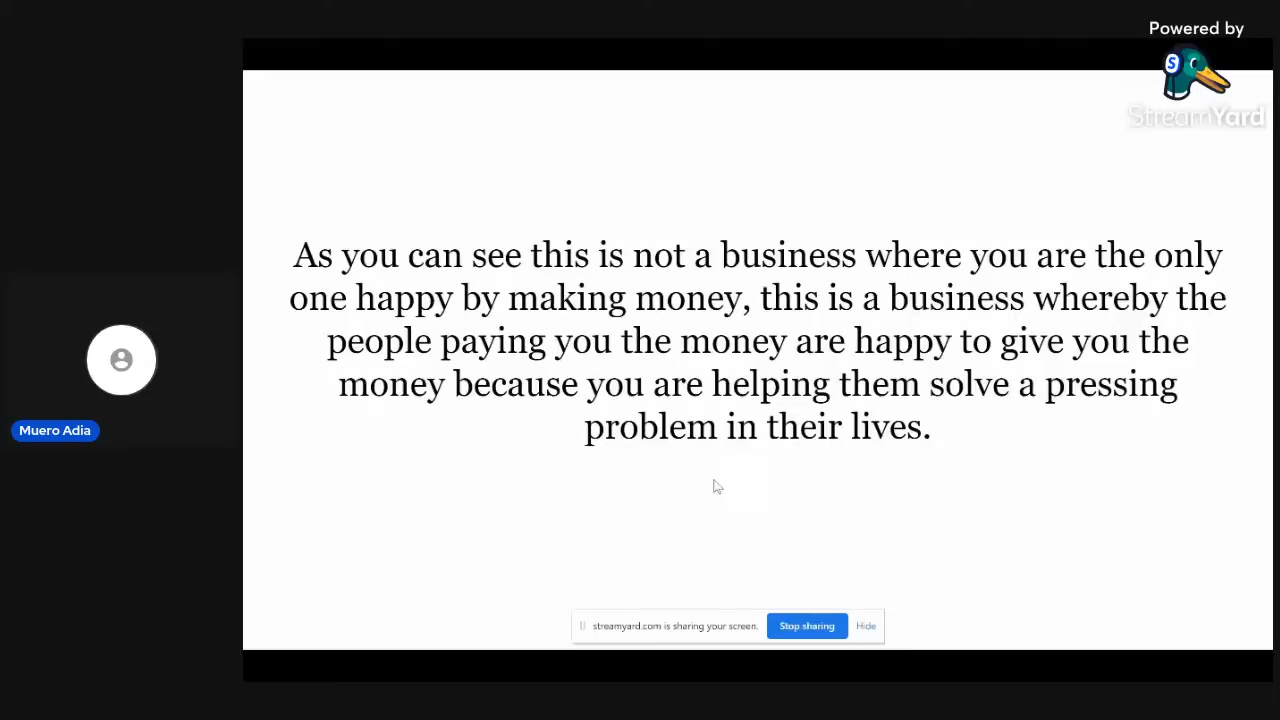 Powered by
S
StreamYard
As you can see this is not a business where you are the only
one happy by making money, this is a business whereby the
people paying you the money are happy to give you the
money because you are helping them solve a pressing
problem in their lives.
Muero Adia
streamyard.com is sharing your screen. Stop sharing Hide